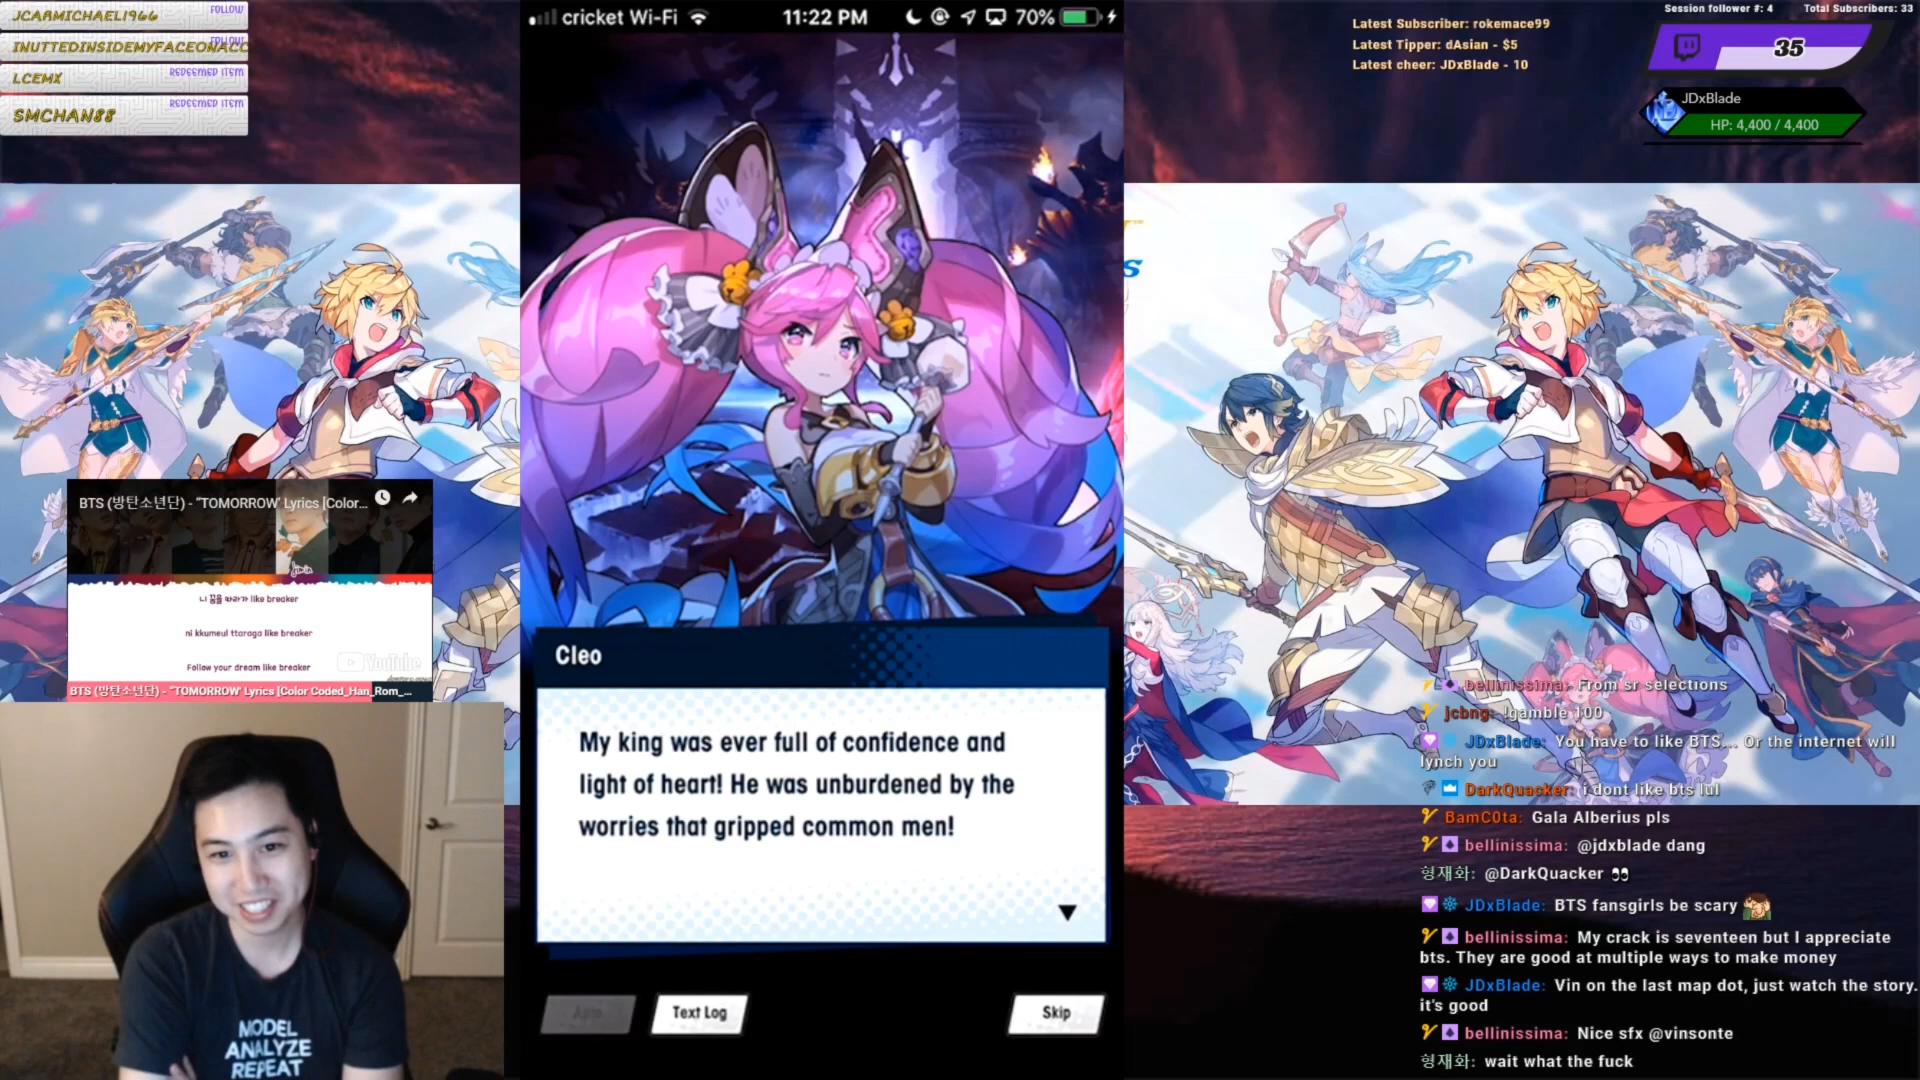 JCARMICHAEL1966
FOLLOW
INUTTEDINSIDEMYFACEONACC
FOLLOW
LCEMX
REDEEMED ITEM
SMCHAN88
REDEEMED ITEM
cricket Wi-Fi
11:22 PM
70%
Latest Subscriber: rokemace99
Latest Tipper: dAsian - $5
Latest cheer: JDxBlade - 10
Session follower #: 4
Total Subscribers: 33
35
JDxBlade
HP: 4,400 / 4,400
BTS (방탄소년단) - "TOMORROW' Lyrics [Color...
니 꿈을 따라가 like breaker
ni kkumeul ttaraga like breaker
Follow your dream like breaker
YouTube
BTS (방탄소년단) - "TOMORROW' Lyrics [Color Coded_Han_Rom_...
MODEL
ANALYZE
REPEAT
Cleo
My king was ever full of confidence and
light of heart! He was unburdened by the
worries that gripped common men!
Auto
Text Log
Skip
bellinissima: From sr selections
jcbng: !gamble 100
JDxBlade: You have to like BTS... Or the internet will
lynch you
DarkQuacker: i dont like bts lul
BamC0ta: Gala Alberius pls
bellinissima: @jdxblade dang
형재화: @DarkQuacker 👀
JDxBlade: BTS fansgirls be scary
bellinissima: My crack is seventeen but I appreciate
bts. They are good at multiple ways to make money
JDxBlade: Vin on the last map dot, just watch the story.
it's good
bellinissima: Nice sfx @vinsonte
형재화: wait what the fuck